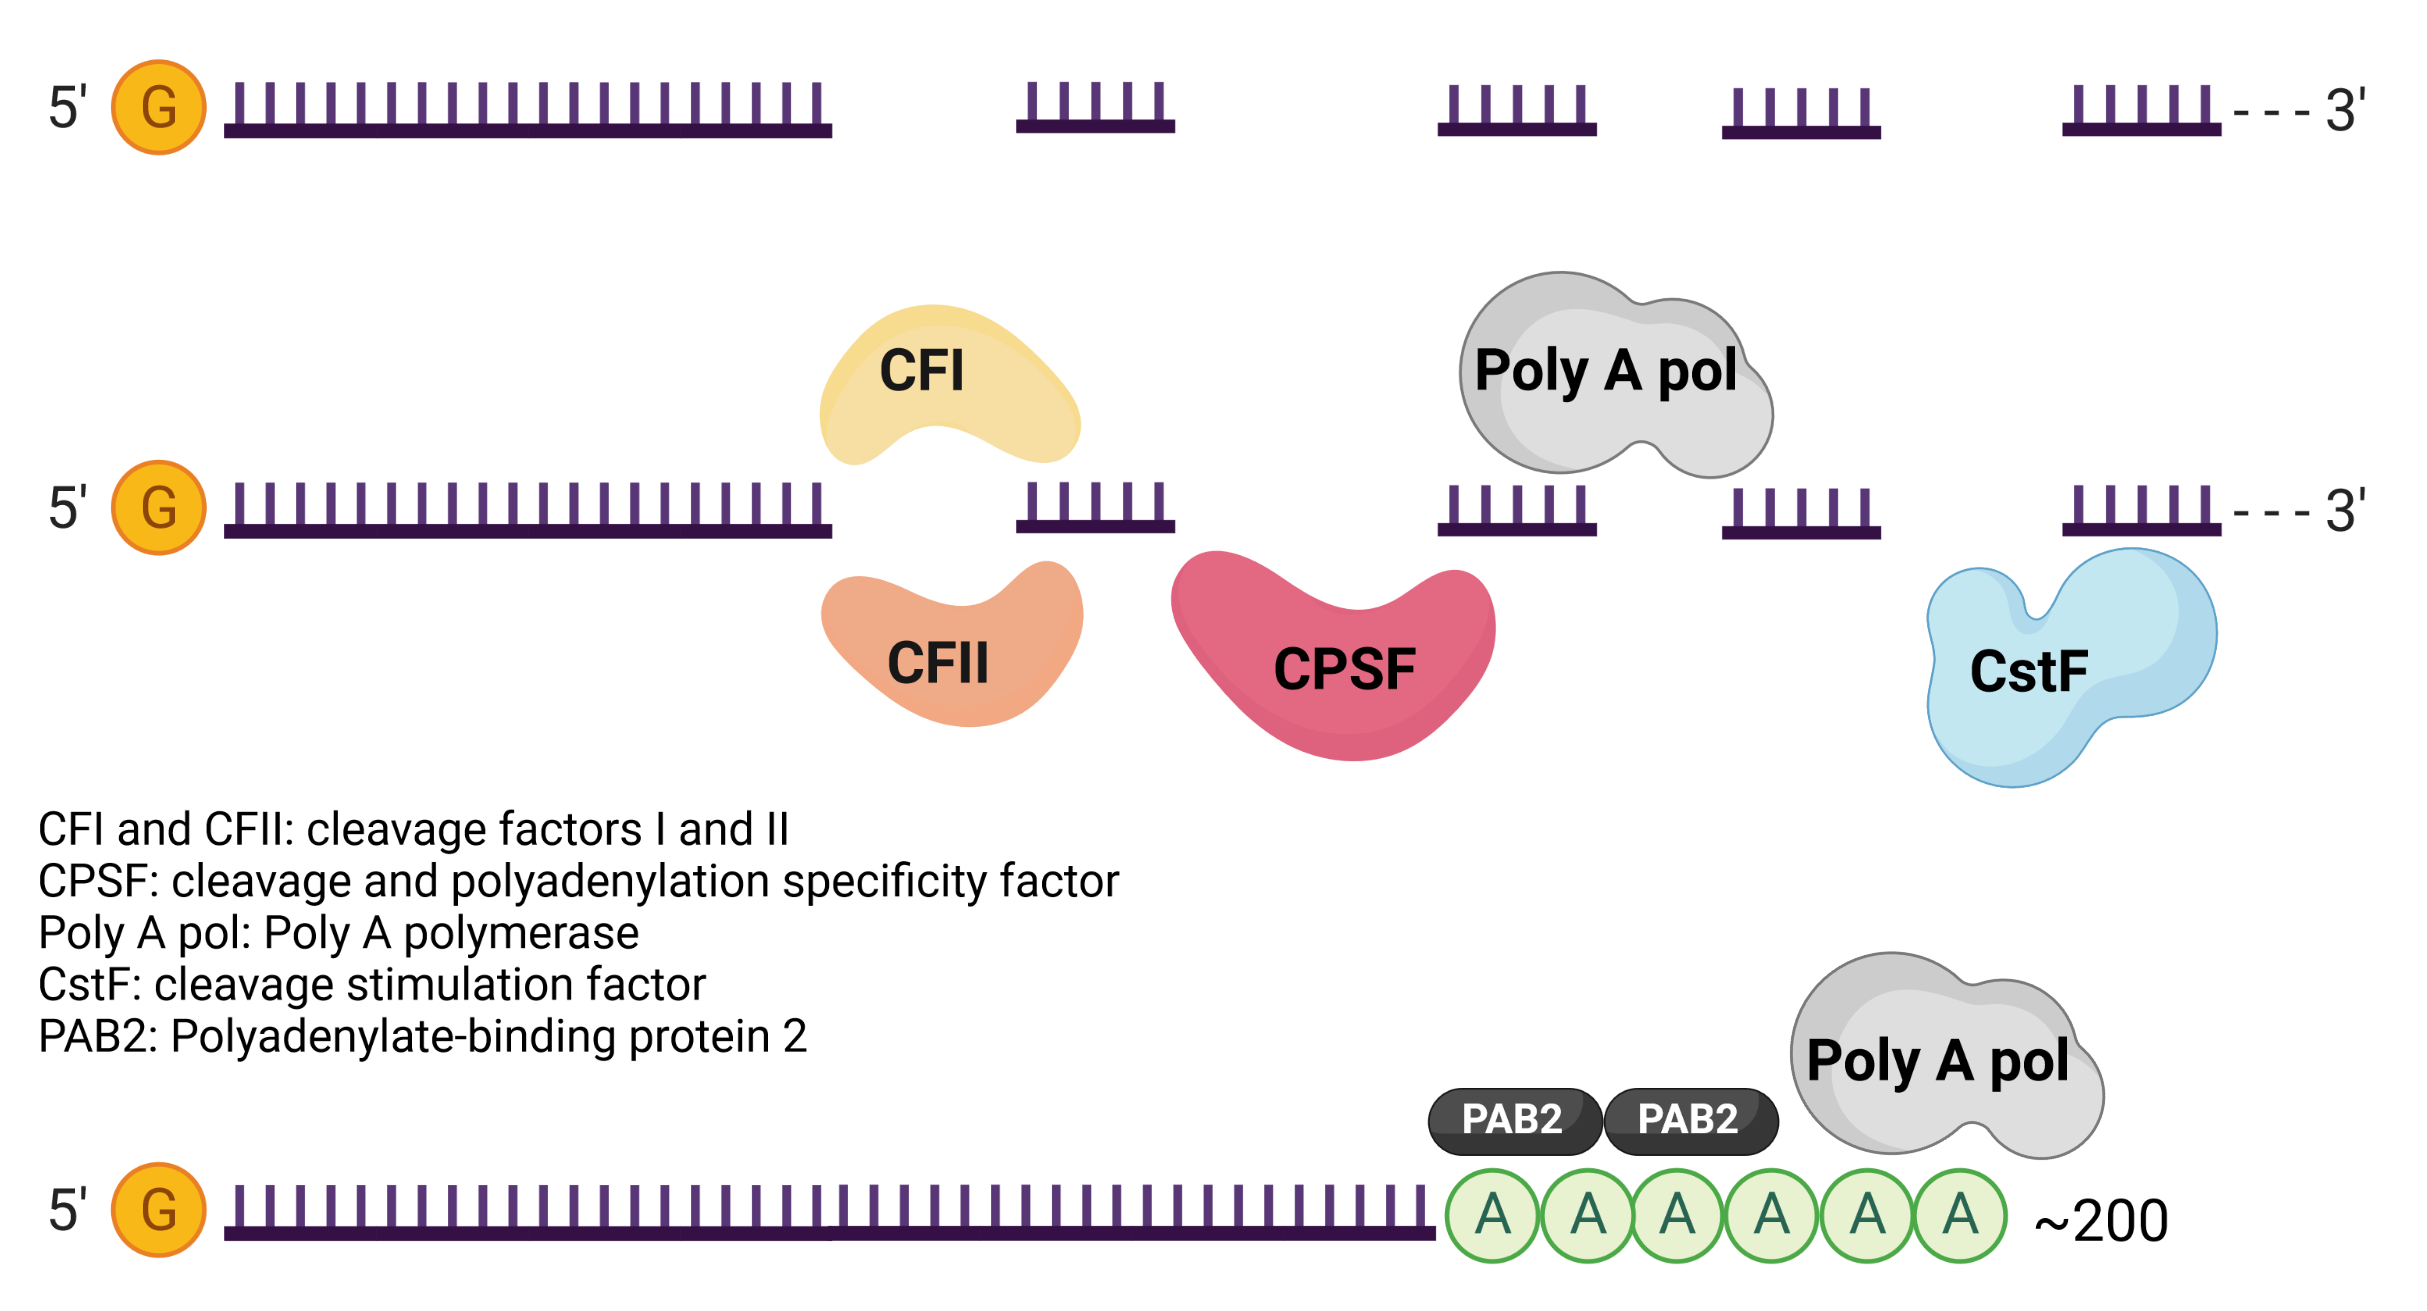 5' G --- 3'
CFI Poly A pol
5' G --- 3'
CFII CPSF CstF
CFI and CFII: cleavage factors I and II
CPSF: cleavage and polyadenylation specificity factor
Poly A pol: Poly A polymerase
CstF: cleavage stimulation factor
PAB2: Polyadenylate-binding protein 2
Poly A pol
PAB2 PAB2
5' G A A A A A A ~200